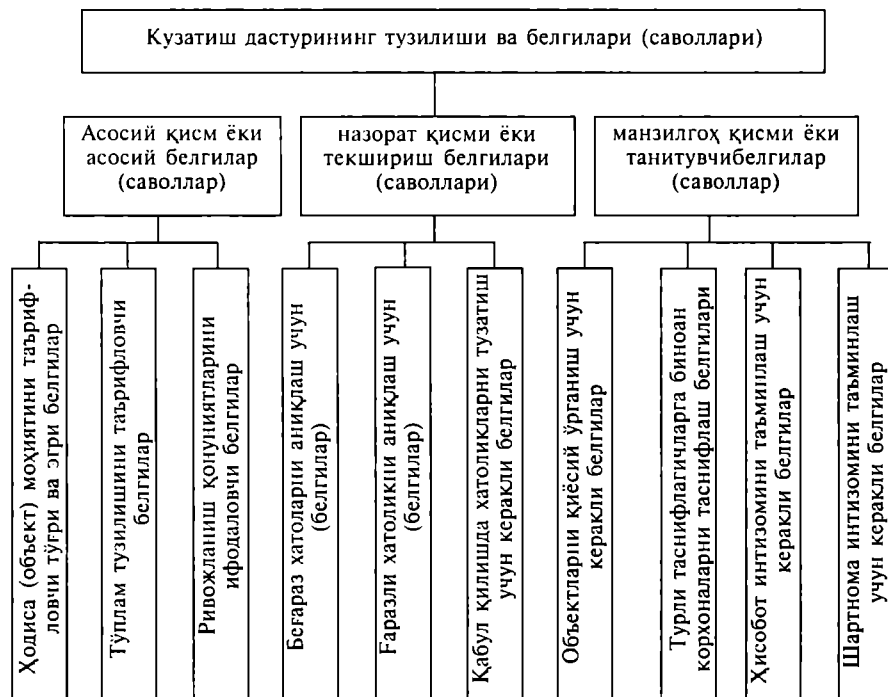 Кузатиш дастурининг тузилиши ва белгилари (саволлари)
Асосий қисм ёки
асосий белгилар
(саволлар)
назорат қисми ёки
текшириш белгилари
(саволлари)
манзилгоҳ қисми ёки
танитувчибелгилар
(саволлар)
Ҳодиса (объект) моҳиятини таъриф-
ловчи тўғри ва эгри белгилар
Тўплам тузилишини таърифловчи
белгилар
Ривожланиш қонуниятларини
ифодаловчи белгилар
Беғараз хатоларни аниқлаш учун
(белгилар)
Ғаразли хатоликни аниқлаш учун
(белгилар)
Қабул қилишда хатоликларни тузатиш
учун керакли белгилар
Объектларни қиёсий ўрганиш учун
керакли белгилар
Турли таснифлагичларга биноан
корхоналарни таснифлаш белгилари
Ҳисобот интизомини таъминлаш учун
керакли белгилар
Шартнома интизомини таъминлаш
учун керакли белгилар